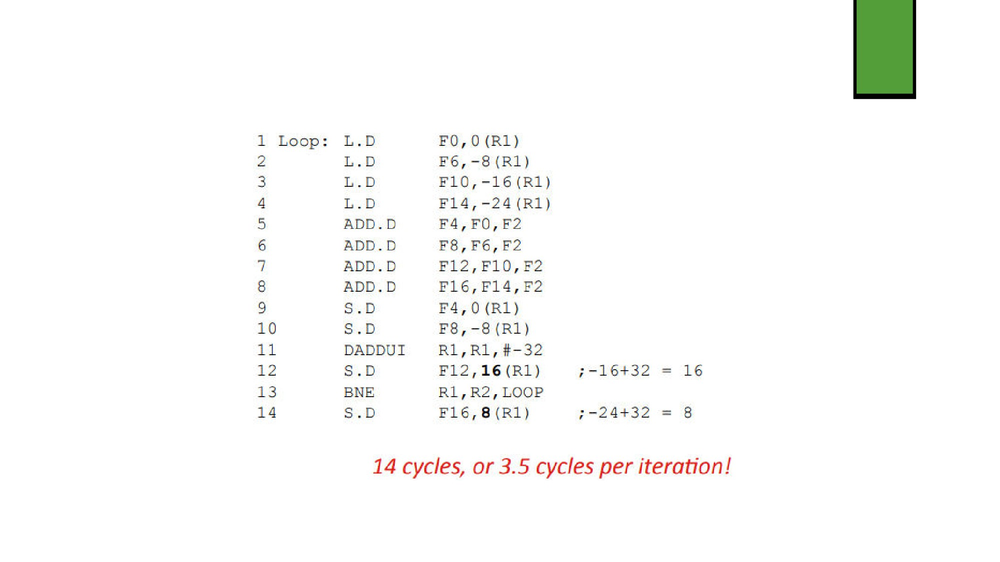 1 Loop: L.D F0,0(R1)
2 L.D F6,-8(R1)
3 L.D F10,-16(R1)
4 L.D F14,-24(R1)
5 ADD.D F4,F0,F2
6 ADD.D F8,F6,F2
7 ADD.D F12,F10,F2
8 ADD.D F16,F14,F2
9 S.D F4,0(R1)
10 S.D F8,-8(R1)
11 DADDUI R1,R1,#-32
12 S.D F12,16(R1) ;-16+32 = 16
13 BNE R1,R2,LOOP
14 S.D F16,8(R1) ;-24+32 = 8
14 cycles, or 3.5 cycles per iteration!